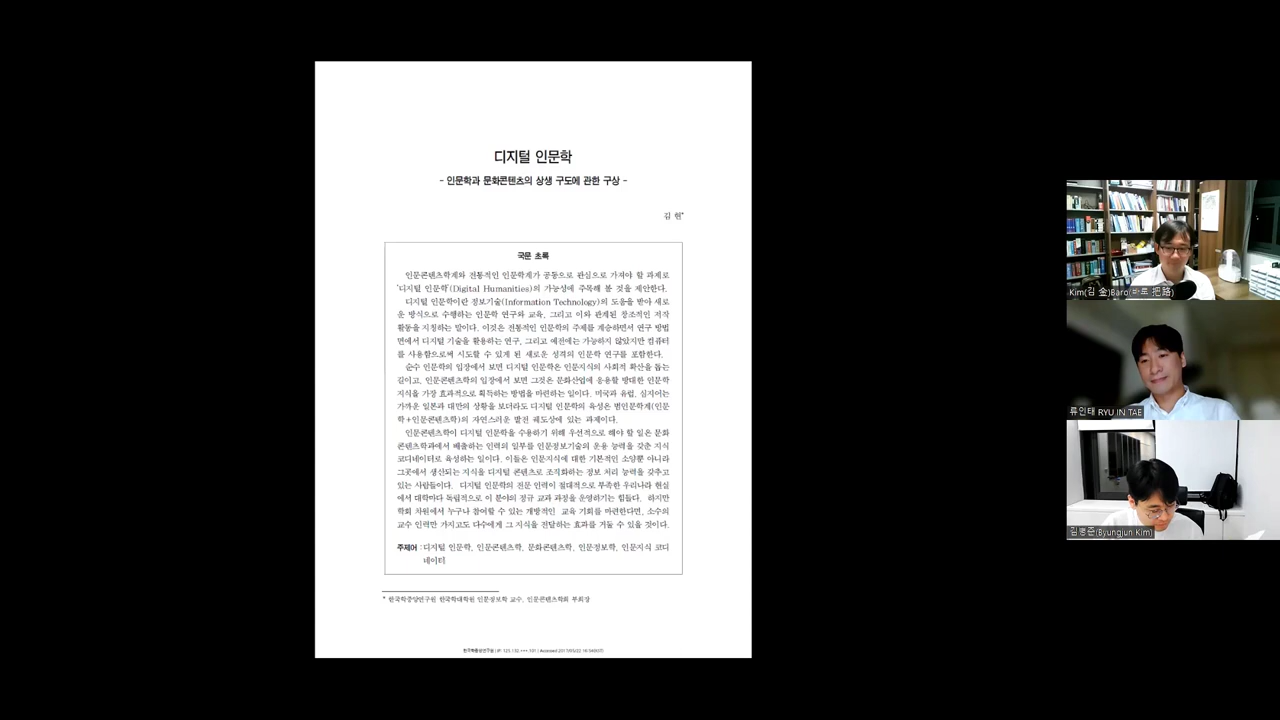 디지털 인문학
- 인문학과 문화콘텐츠의 상생 구도에 관한 구상 -
김 현*
국문 초록
인문콘텐츠학계와 전통적인 인문학계가 공동으로 관심으로 가져야 할 과제로
'디지털 인문학'(Digital Humanities)의 가능성에 주목해 볼 것을 제안한다.
디지털 인문학이란 정보기술(Information Technology)의 도움을 받아 새로
운 방식으로 수행하는 인문학 연구와 교육, 그리고 이와 관계된 창조적인 저작
활동을 지칭하는 말이다. 이것은 전통적인 인문학의 주제를 계승하면서 연구 방법
면에서 디지털 기술을 활용하는 연구, 그리고 예전에는 가능하지 않았지만 컴퓨터
를 사용함으로써 시도할 수 있게 된 새로운 성격의 인문학 연구를 포함한다.
순수 인문학의 입장에서 보면 디지털 인문학은 인문지식의 사회적 확산을 돕는
길이고, 인문콘텐츠학의 입장에서 보면 그것은 문화산업에 응용할 방대한 인문학
지식을 가장 효과적으로 획득하는 방법을 마련하는 일이다. 미국과 유럽, 심지어는
가까운 일본과 대만의 상황을 보더라도 디지털 인문학의 육성은 범인문학계(인문
학+인문콘텐츠학)의 자연스러운 발전 궤도상에 있는 과제이다.
인문콘텐츠학이 디지털 인문학을 수용하기 위해 우선적으로 해야 할 일은 문화
콘텐츠학과에서 배출하는 인력의 일부를 인문정보기술의 운용 능력을 갖춘 지식
코디네이터로 육성하는 일이다. 이들은 인문지식에 대한 기본적인 소양뿐 아니라
그곳에서 생산되는 지식을 디지털 콘텐츠로 조직화하는 정보 처리 능력을 갖추고
있는 사람들이다. 디지털 인문학의 전문 인력이 절대적으로 부족한 우리나라 현실
에서 대학마다 독립적으로 이 분야의 정규 교과 과정을 운영하기는 힘들다. 하지만
학회 차원에서 누구나 참여할 수 있는 개방적인 교육 기회를 마련한다면, 소수의
교수 인력만 가지고도 다수에게 그 지식을 전달하는 효과를 거둘 수 있을 것이다.
주제어 : 디지털 인문학, 인문콘텐츠학, 문화콘텐츠학, 인문정보학, 인문지식 코디
네이터
* 한국학중앙연구원 한국학대학원 인문정보학 교수, 인문콘텐츠학회 부회장
한국학중앙연구원 | IP: 121.132.***.101 | Accessed 2017/05/22
Kim(김 金)Baro(바로 把路)
류인태 RYU IN TAE
김병준(Byungjun Kim)